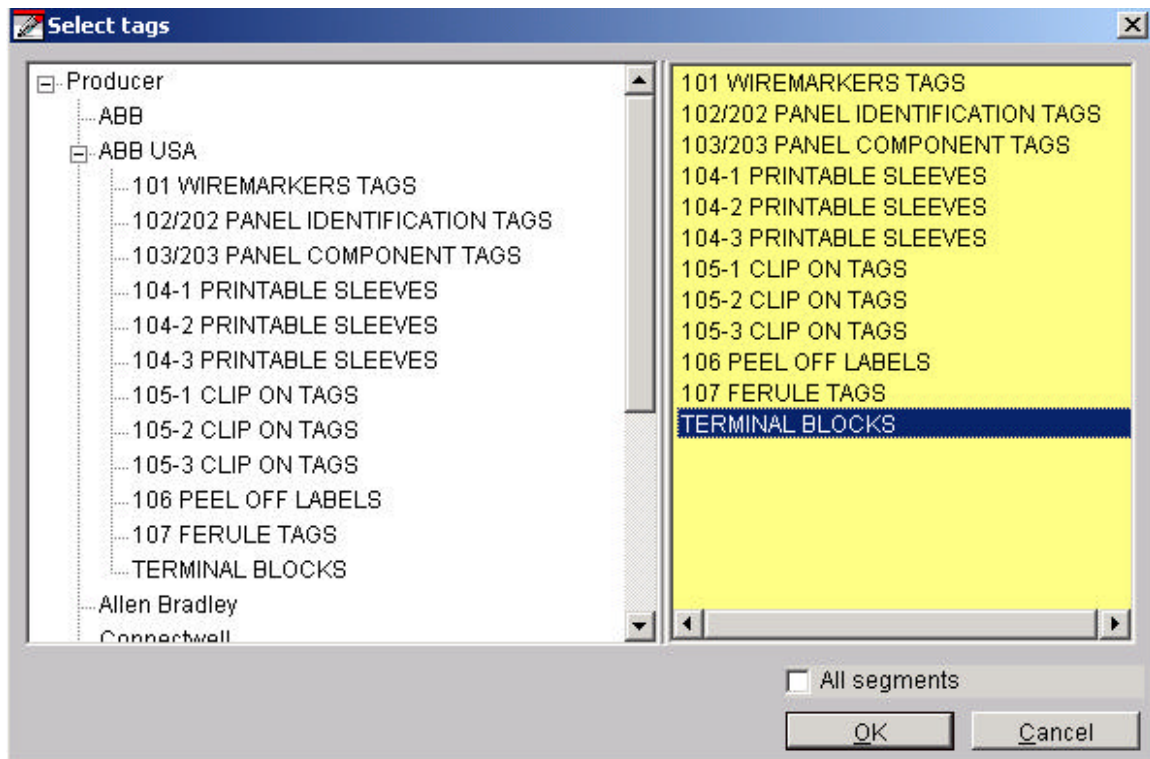 Select tags
Producer
ABB
ABB USA
101 WIREMARKERS TAGS
102/202 PANEL IDENTIFICATION TAGS
103/203 PANEL COMPONENT TAGS
104-1 PRINTABLE SLEEVES
104-2 PRINTABLE SLEEVES
104-3 PRINTABLE SLEEVES
105-1 CLIP ON TAGS
105-2 CLIP ON TAGS
105-3 CLIP ON TAGS
106 PEEL OFF LABELS
107 FERULE TAGS
TERMINAL BLOCKS
Allen Bradley
Connectwell
101 WIREMARKERS TAGS
102/202 PANEL IDENTIFICATION TAGS
103/203 PANEL COMPONENT TAGS
104-1 PRINTABLE SLEEVES
104-2 PRINTABLE SLEEVES
104-3 PRINTABLE SLEEVES
105-1 CLIP ON TAGS
105-2 CLIP ON TAGS
105-3 CLIP ON TAGS
106 PEEL OFF LABELS
107 FERULE TAGS
TERMINAL BLOCKS
All segments
OK
Cancel